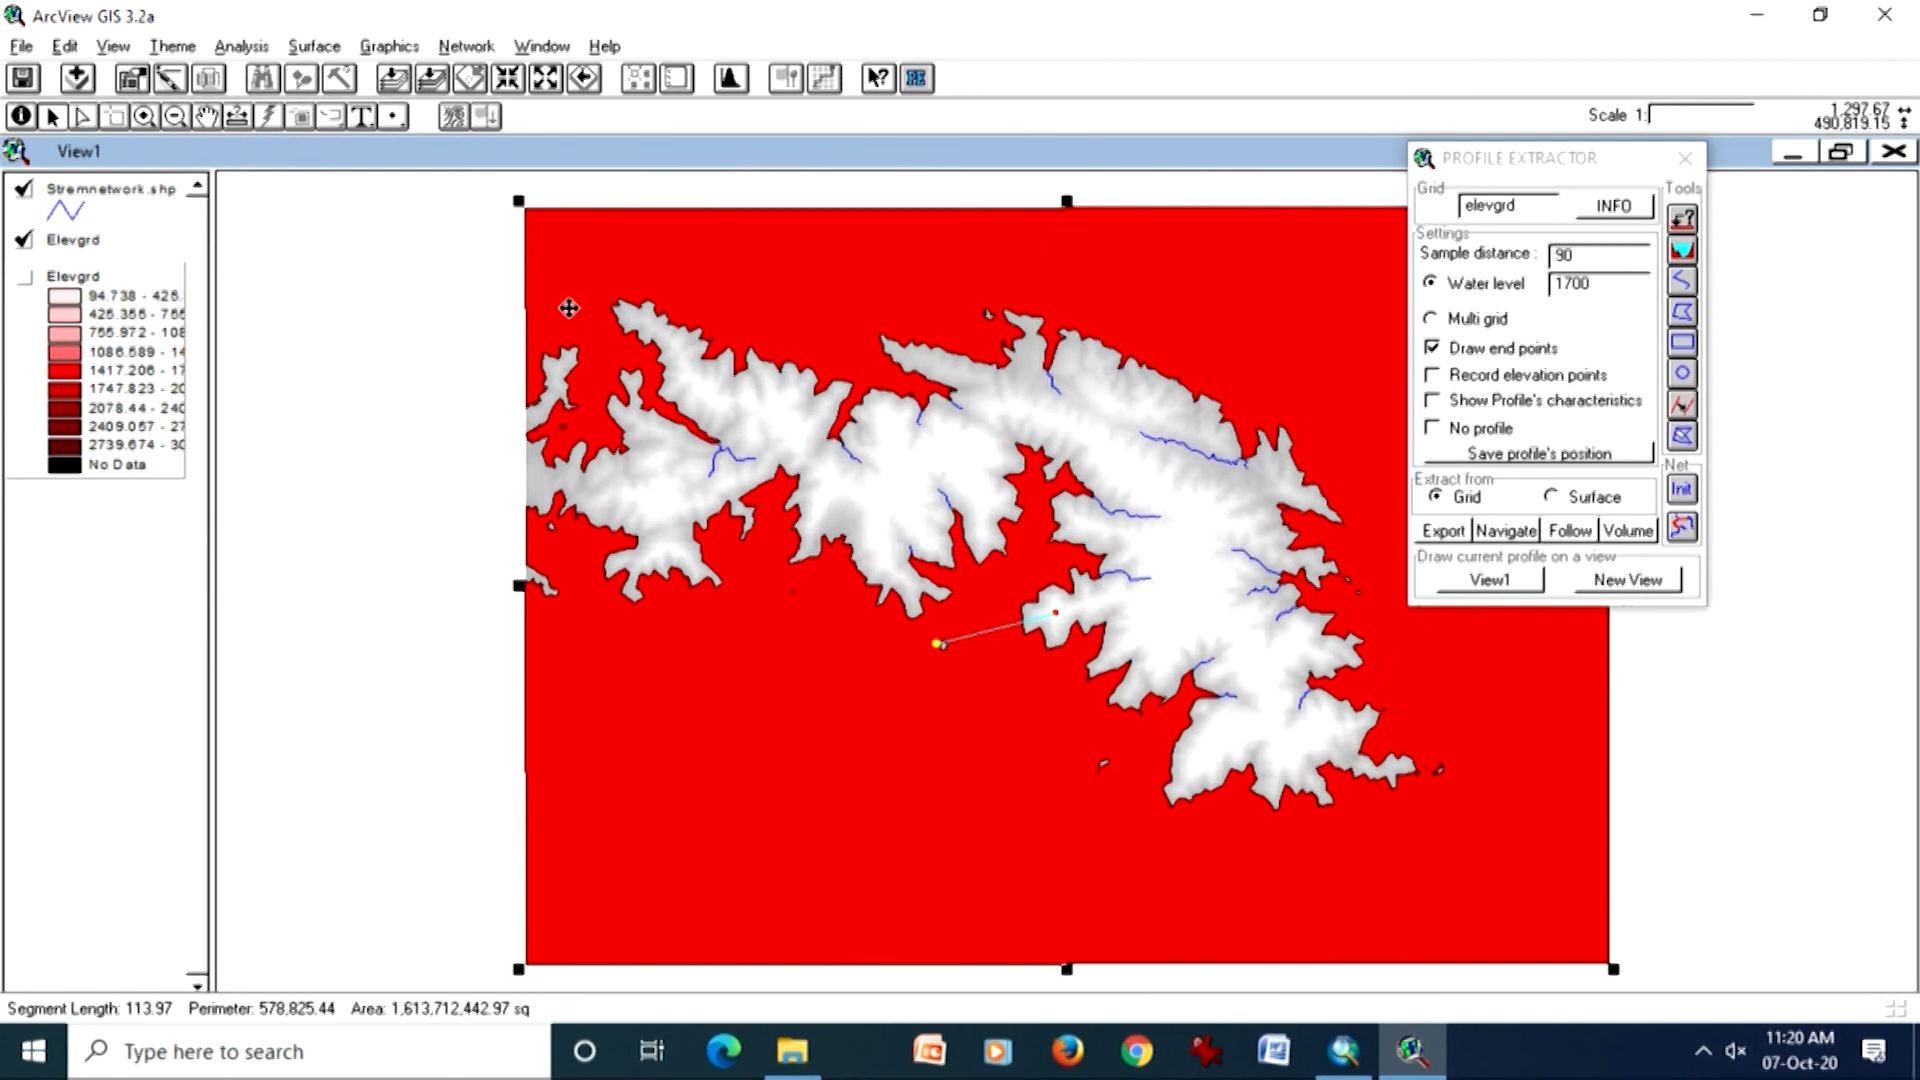 ArcView GIS 3.2a
File Edit View Theme Analysis Surface Graphics Network Window Help
Scale 1:
1,297.67
490,819.15
View1
Stremnetwork.shp
Elevgrd
Elevgrd
94.738 - 425.
425.355 - 755
755.972 - 108
1086.589 - 14
1417.206 - 17
1747.823 - 20
2078.44 - 240
2409.057 - 27
2739.674 - 30
No Data
PROFILE EXTRACTOR
Grid
elevgrd INFO
Tools
Settings
Sample distance : 90
Water level 1700
Multi grid
Draw end points
Record elevation points
Show Profile's characteristics
No profile
Save profile's position
Net
Init
Extract from
Grid Surface
Export Navigate Follow Volume
Draw current profile on a view
View1 New View
Segment Length: 113.97 Perimeter: 578,825.44 Area: 1,613,712,442.97 sq
Type here to search
11:20 AM
07-Oct-20